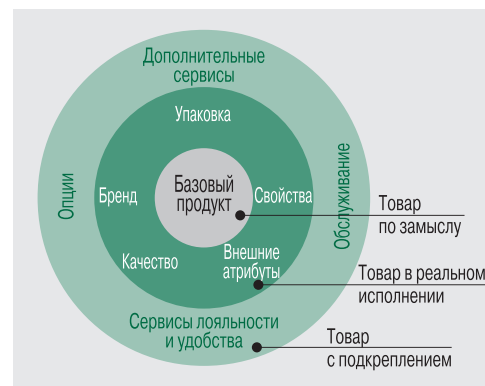 Дополнительные
сервисы
Упаковка
Опции
Бренд
Базовый
продукт
Свойства
Обслуживание
Качество
Внешние
атрибуты
Сервисы лояльности
и удобства
Товар
по замыслу
Товар в реальном
исполнении
Товар
с подкреплением